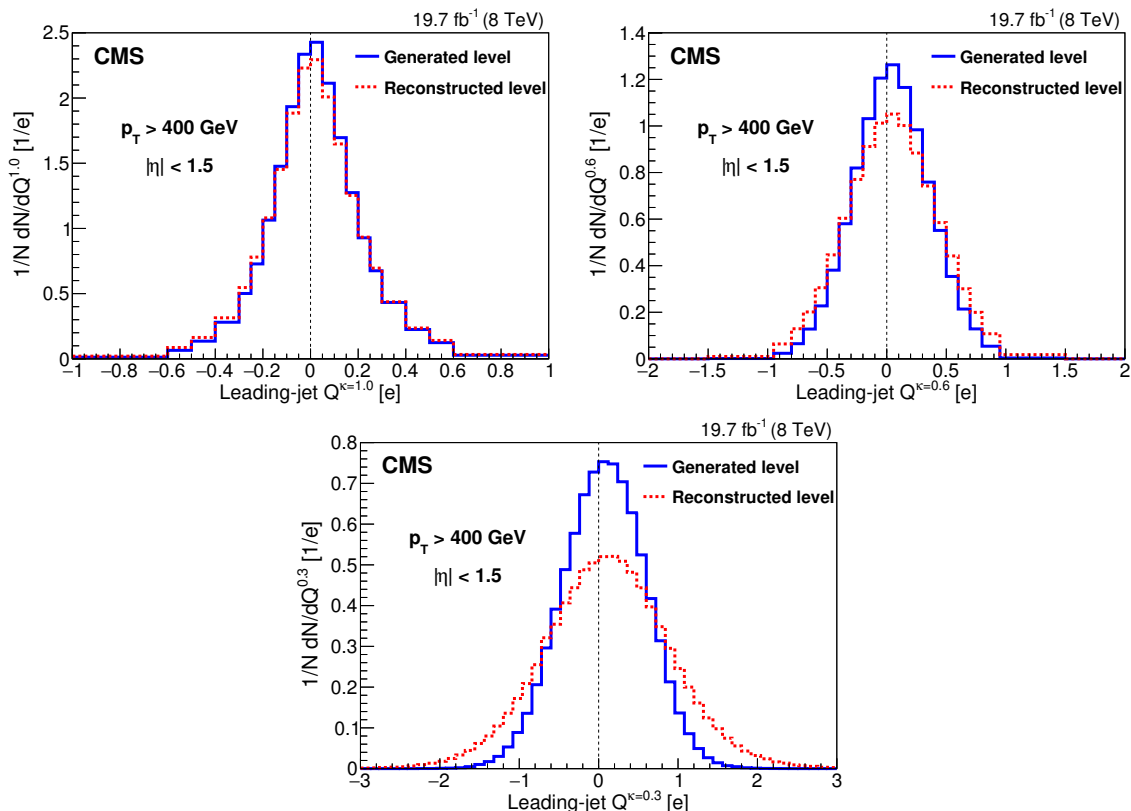 19.7 fb⁻¹ (8 TeV)
CMS
Generated level
Reconstructed level
p_T > 400 GeV
|η| < 1.5
1/N dN/dQ^1.0 [1/e]
2.5
2
1.5
1
0.5
0
−1 −0.8 −0.6 −0.4 −0.2 0 0.2 0.4 0.6 0.8 1
Leading-jet Q^κ=1.0 [e]
19.7 fb⁻¹ (8 TeV)
CMS
Generated level
Reconstructed level
p_T > 400 GeV
|η| < 1.5
1/N dN/dQ^0.6 [1/e]
1.4
1.2
1
0.8
0.6
0.4
0.2
0
−2 −1.5 −1 −0.5 0 0.5 1 1.5 2
Leading-jet Q^κ=0.6 [e]
19.7 fb⁻¹ (8 TeV)
CMS
Generated level
Reconstructed level
p_T > 400 GeV
|η| < 1.5
1/N dN/dQ^0.3 [1/e]
0.8
0.7
0.6
0.5
0.4
0.3
0.2
0.1
0
−3 −2 −1 0 1 2 3
Leading-jet Q^κ=0.3 [e]